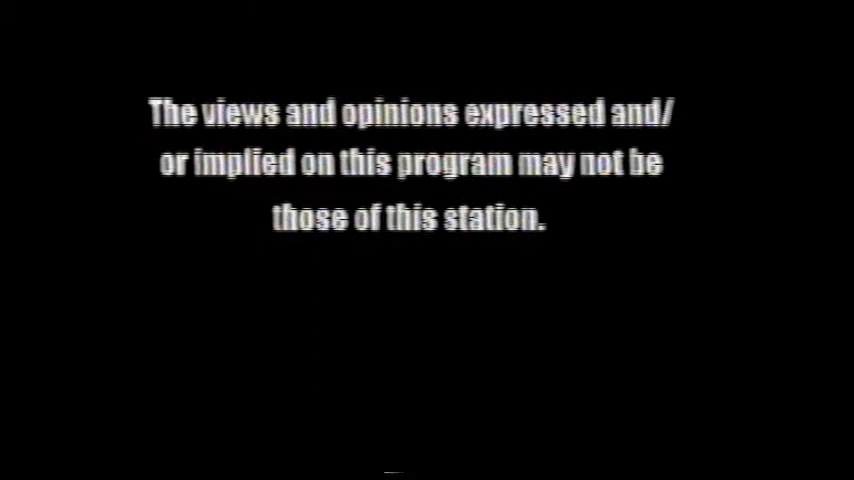 The views and opinions expressed and/
or implied on this program may not be
those of this station.